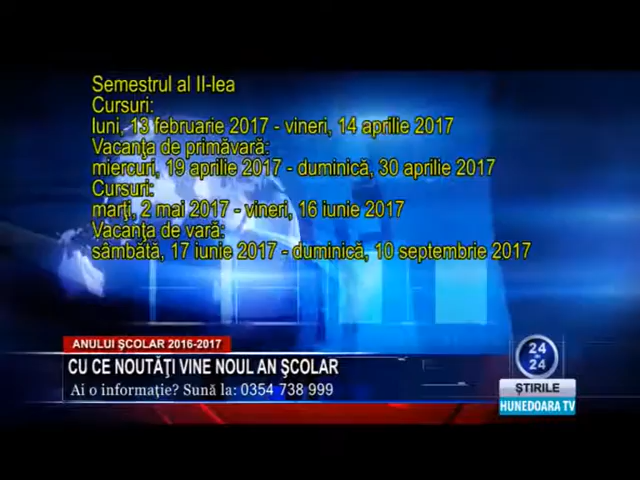 Semestrul al II-lea
Cursuri:
luni, 13 februarie 2017 - vineri, 14 aprilie 2017
Vacanţa de primăvară:
miercuri, 19 aprilie 2017 - duminică, 30 aprilie 2017
Cursuri:
marţi, 2 mai 2017 - vineri, 16 iunie 2017
Vacanţa de vară:
sâmbătă, 17 iunie 2017 - duminică, 10 septembrie 2017
ANULUI ŞCOLAR 2016-2017
CU CE NOUTĂŢI VINE NOUL AN ŞCOLAR
Ai o informaţie? Sună la: 0354 738 999
24
24
ŞTIRILE
HUNEDOARA TV